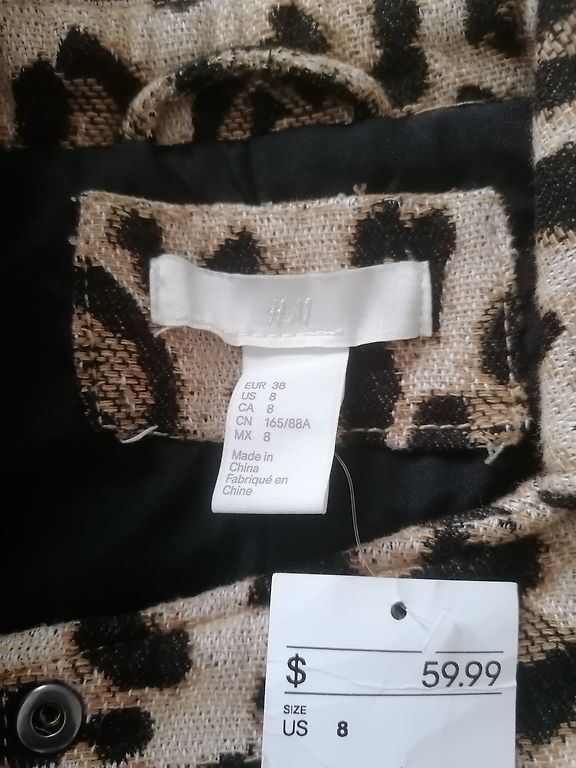 H&M
EUR 38
US 8
CA 8
CN 165/88A
MX 8
Made in
China
Fabriqué en
Chine
$ 59.99
SIZE
US 8